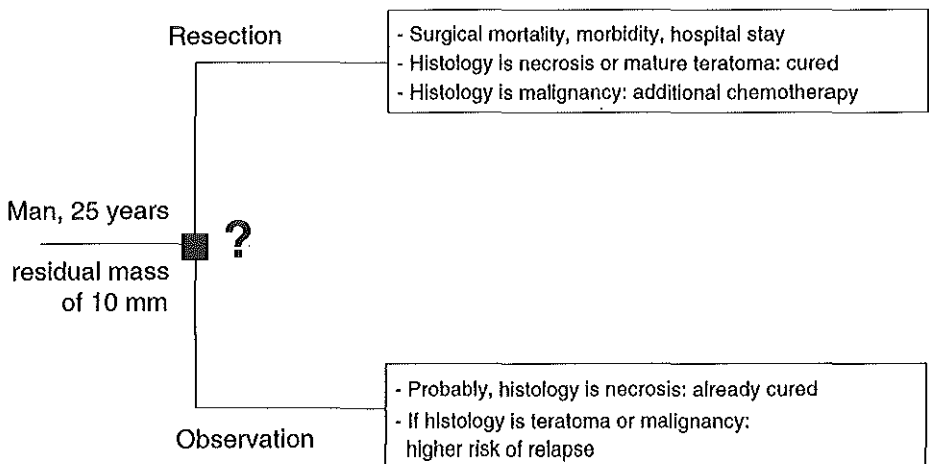 Resection
- Surgical mortality, morbidity, hospital stay
- Histology is necrosis or mature teratoma: cured
- Histology is malignancy: additional chemotherapy
Man, 25 years
?
residual mass
of 10 mm
- Probably, histology is necrosis: already cured
- If histology is teratoma or malignancy:
higher risk of relapse
Observation